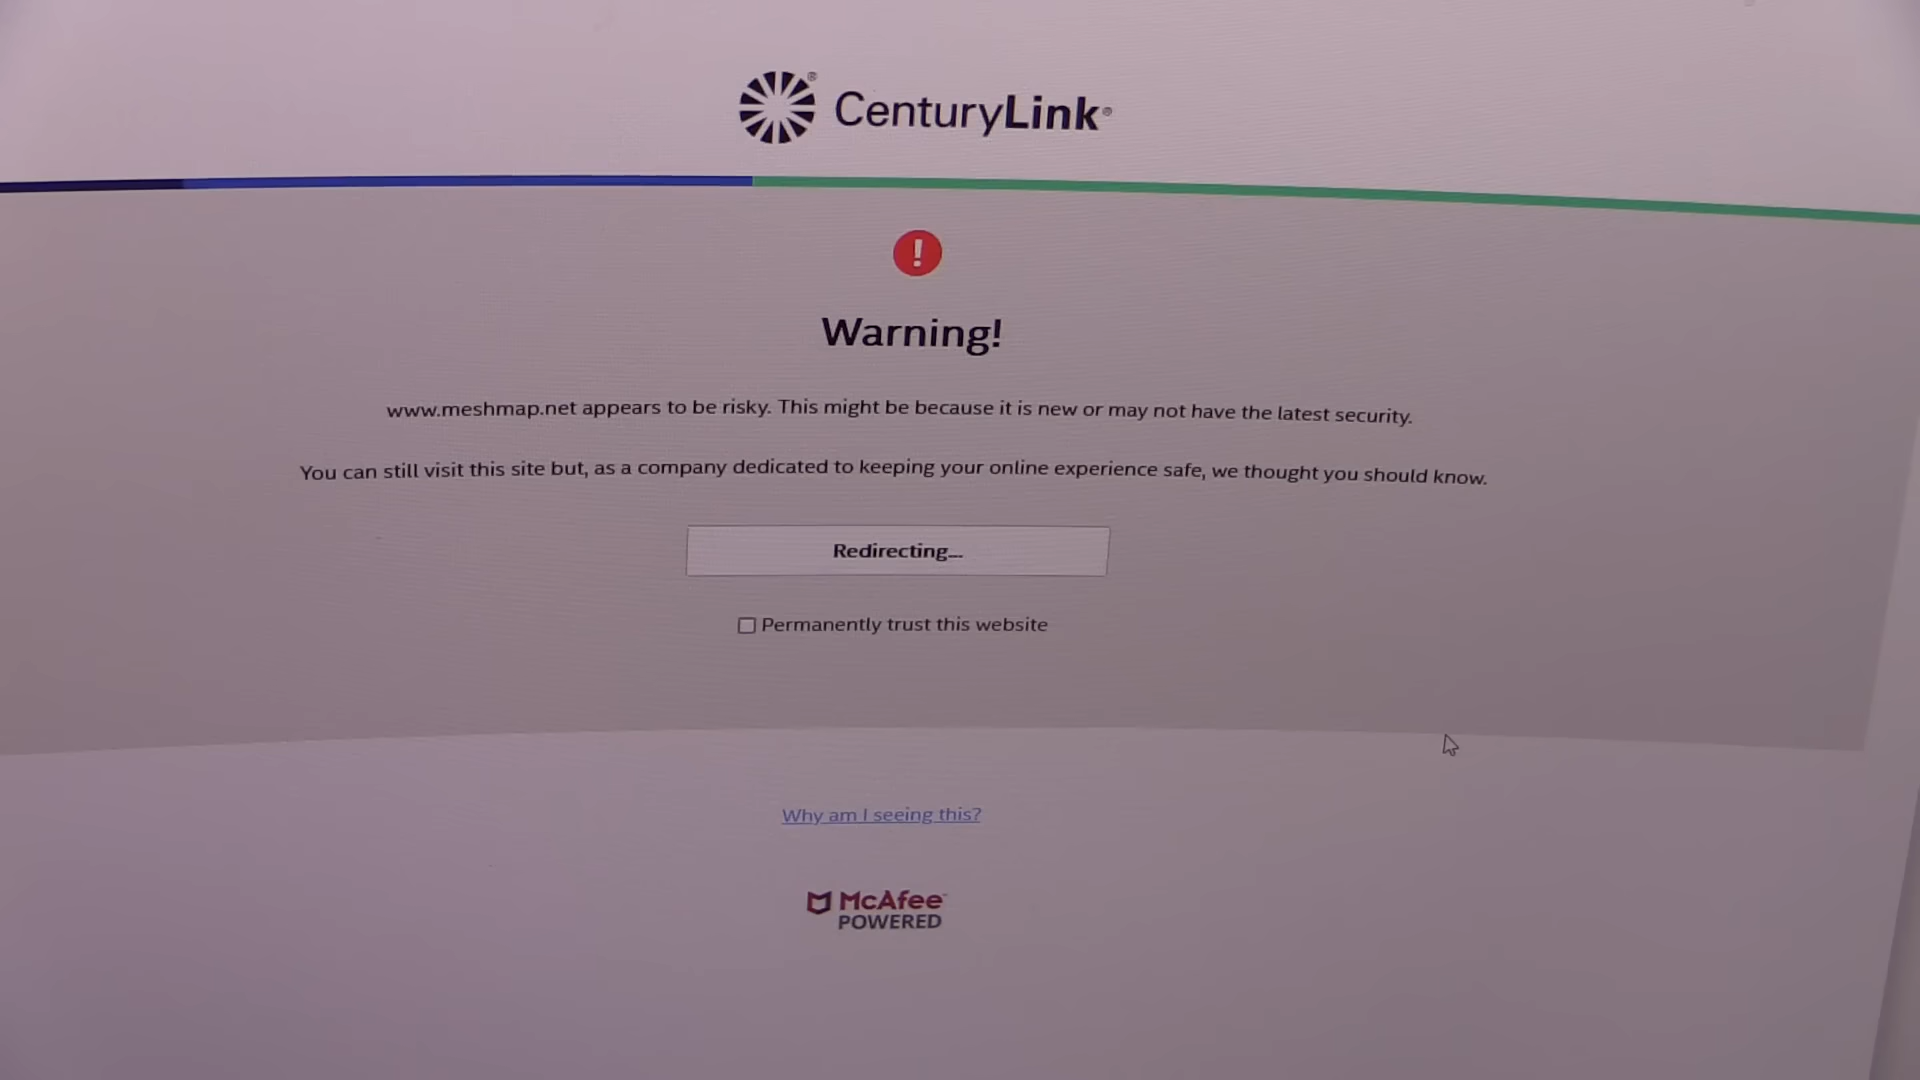 CenturyLink®
Warning!
www.meshmap.net appears to be risky. This might be because it is new or may not have the latest security.
You can still visit this site but, as a company dedicated to keeping your online experience safe, we thought you should know.
Redirecting...
Permanently trust this website
Why am I seeing this?
McAfee™
POWERED